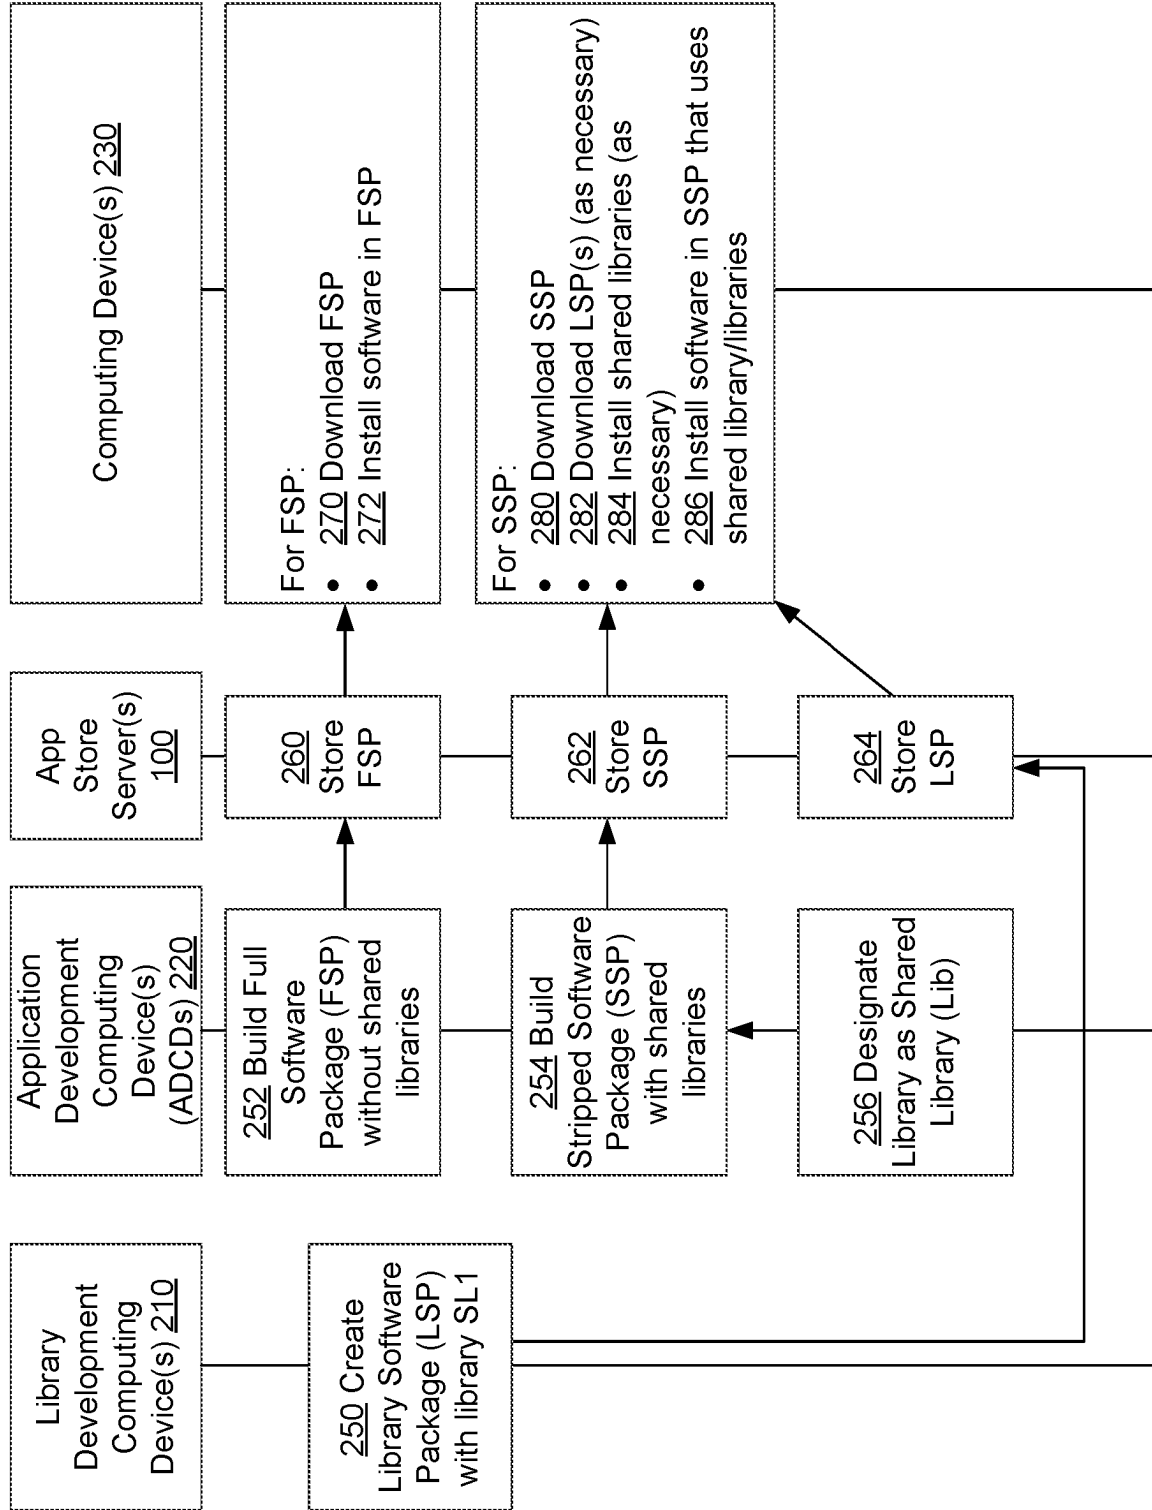 Library
Development
Computing
Device(s) 210
Application
Development
Computing
Device(s)
(ADCDs) 220
App
Store
Server(s)
100
Computing Device(s) 230
250 Create
Library Software
Package (LSP)
with library SL1
252 Build Full
Software
Package (FSP)
without shared
libraries
260
Store
FSP
For FSP:
• 270 Download FSP
• 272 Install software in FSP
254 Build
Stripped Software
Package (SSP)
with shared
libraries
262
Store
SSP
For SSP:
• 280 Download SSP
• 282 Download LSP(s) (as necessary)
• 284 Install shared libraries (as
necessary)
• 286 Install software in SSP that uses
shared library/libraries
256 Designate
Library as Shared
Library (Lib)
264
Store
LSP